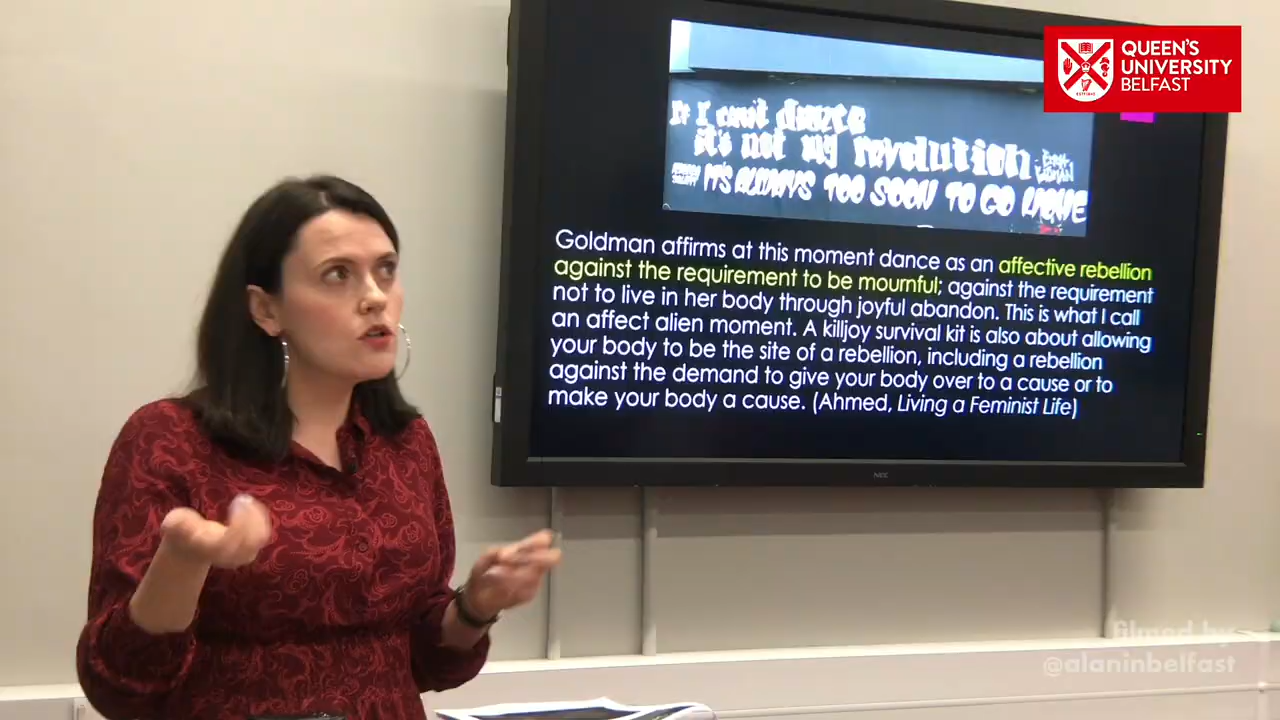 QUEEN'S
UNIVERSITY
BELFAST
If I can't dance
it's not my revolution
IT'S ALWAYS TOO SOON TO GO HOME
Goldman affirms at this moment dance as an affective rebellion
against the requirement to be mournful; against the requirement
not to live in her body through joyful abandon. This is what I call
an affect alien moment. A killjoy survival kit is also about allowing
your body to be the site of a rebellion, including a rebellion
against the demand to give your body over to a cause or to
make your body a cause. (Ahmed, Living a Feminist Life)
NEC
filmed by
@alaninbelfast